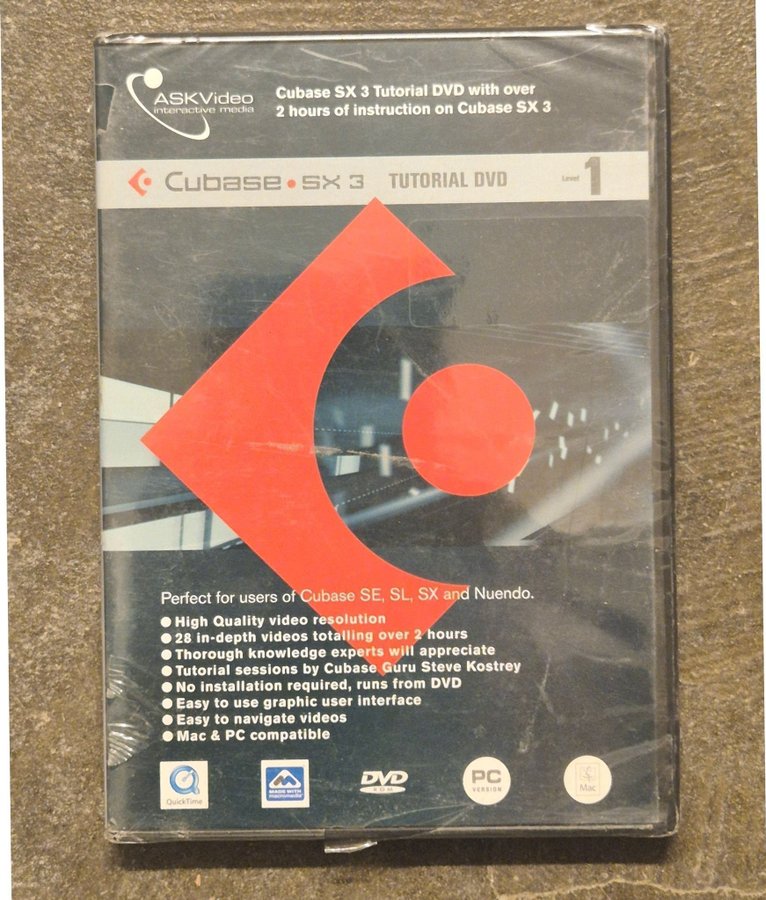 ASKVideo
interactive media
Cubase SX 3 Tutorial DVD with over
2 hours of instruction on Cubase SX 3
Cubase • SX 3 TUTORIAL DVD Level 1
Perfect for users of Cubase SE, SL, SX and Nuendo.
● High Quality video resolution
● 28 in-depth videos totalling over 2 hours
● Thorough knowledge experts will appreciate
● Tutorial sessions by Cubase Guru Steve Kostrey
● No installation required, runs from DVD
● Easy to use graphic user interface
● Easy to navigate videos
● Mac & PC compatible
QuickTime
MADE WITH
macromedia
DVD
ROM
PC
VERSION
Mac